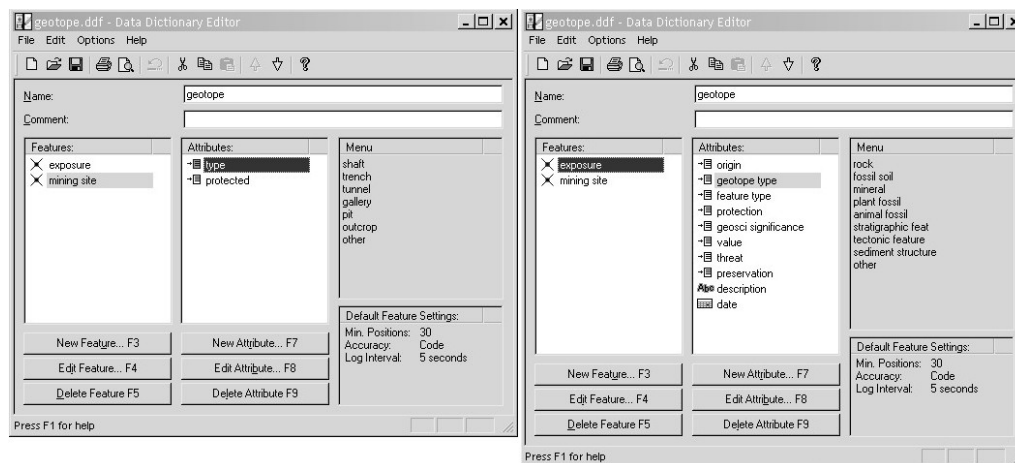 geotope.ddf - Data Dictionary Editor
File Edit Options Help
Name: geotope
Comment:
Features:
exposure
mining site
Attributes:
type
protected
Menu
shaft
trench
tunnel
gallery
pit
outcrop
other
Default Feature Settings:
Min. Positions: 30
Accuracy: Code
Log Interval: 5 seconds
New Feature... F3
New Attribute... F7
Edit Feature... F4
Edit Attribute... F8
Delete Feature F5
Delete Attribute F9
Press F1 for help
geotope.ddf - Data Dictionary Editor
File Edit Options Help
Name: geotope
Comment:
Features:
exposure
mining site
Attributes:
origin
geotope type
feature type
protection
geosci significance
value
threat
preservation
Abc description
date
Menu
rock
fossil soil
mineral
plant fossil
animal fossil
stratigraphic feat
tectonic feature
sediment structure
other
Default Feature Settings:
Min. Positions: 30
Accuracy: Code
Log Interval: 5 seconds
New Feature... F3
New Attribute... F7
Edit Feature... F4
Edit Attribute... F8
Delete Feature F5
Delete Attribute F9
Press F1 for help